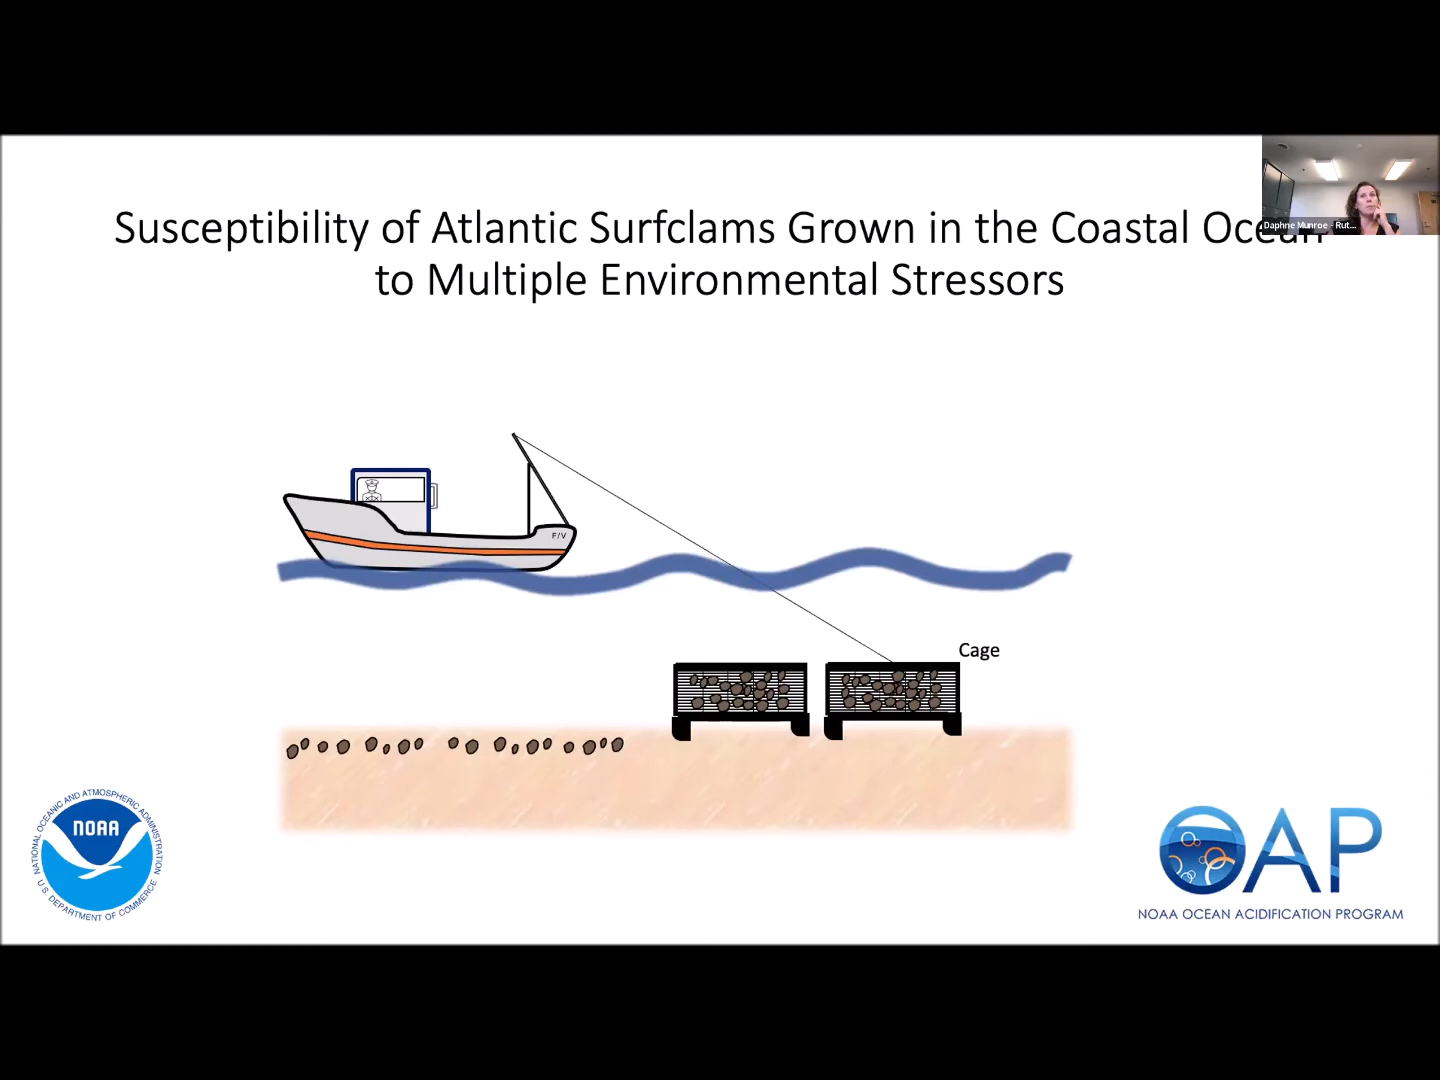 Susceptibility of Atlantic Surfclams Grown in the Coastal Ocean
to Multiple Environmental Stressors
Daphne Munroe - Rut...
F/V
Cage
NATIONAL OCEANIC AND ATMOSPHERIC ADMINISTRATION
NOAA
U.S. DEPARTMENT OF COMMERCE
OAP
NOAA OCEAN ACIDIFICATION PROGRAM